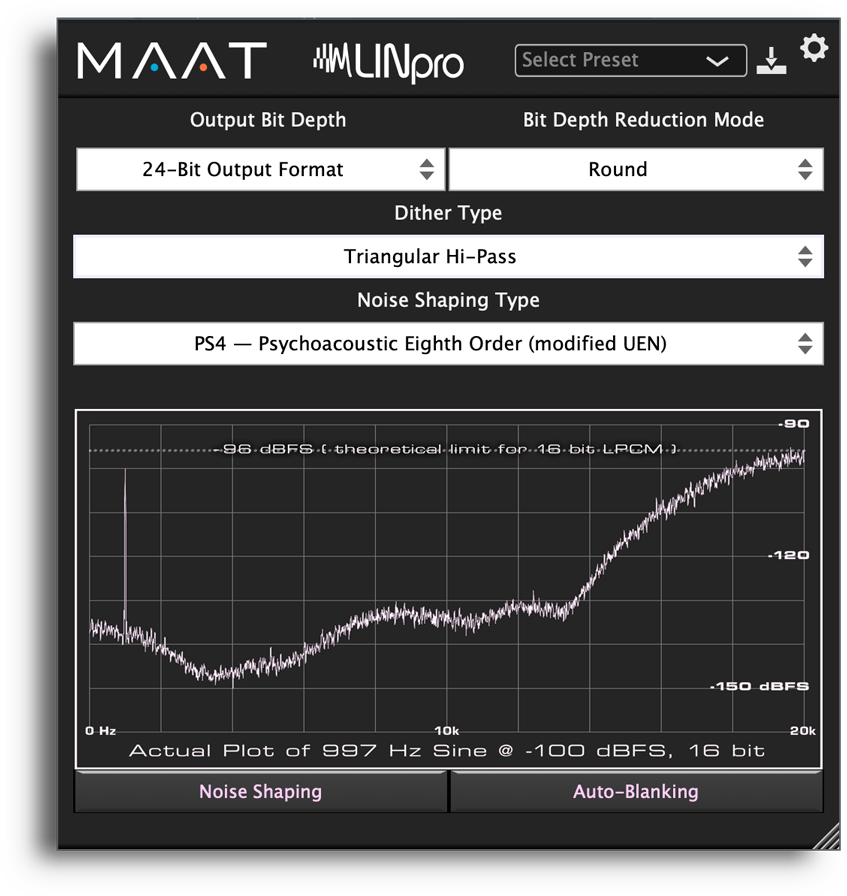 MAAT LINpro Select Preset
Output Bit Depth Bit Depth Reduction Mode
24-Bit Output Format Round
Dither Type
Triangular Hi-Pass
Noise Shaping Type
PS4 — Psychoacoustic Eighth Order (modified UEN)
-90
-96 dBFS ( theoretical limit for 16 bit LPCM )
-120
-150 dBFS
0 Hz 10k 20k
Actual Plot of 997 Hz Sine @ -100 dBFS, 16 bit
Noise Shaping Auto-Blanking